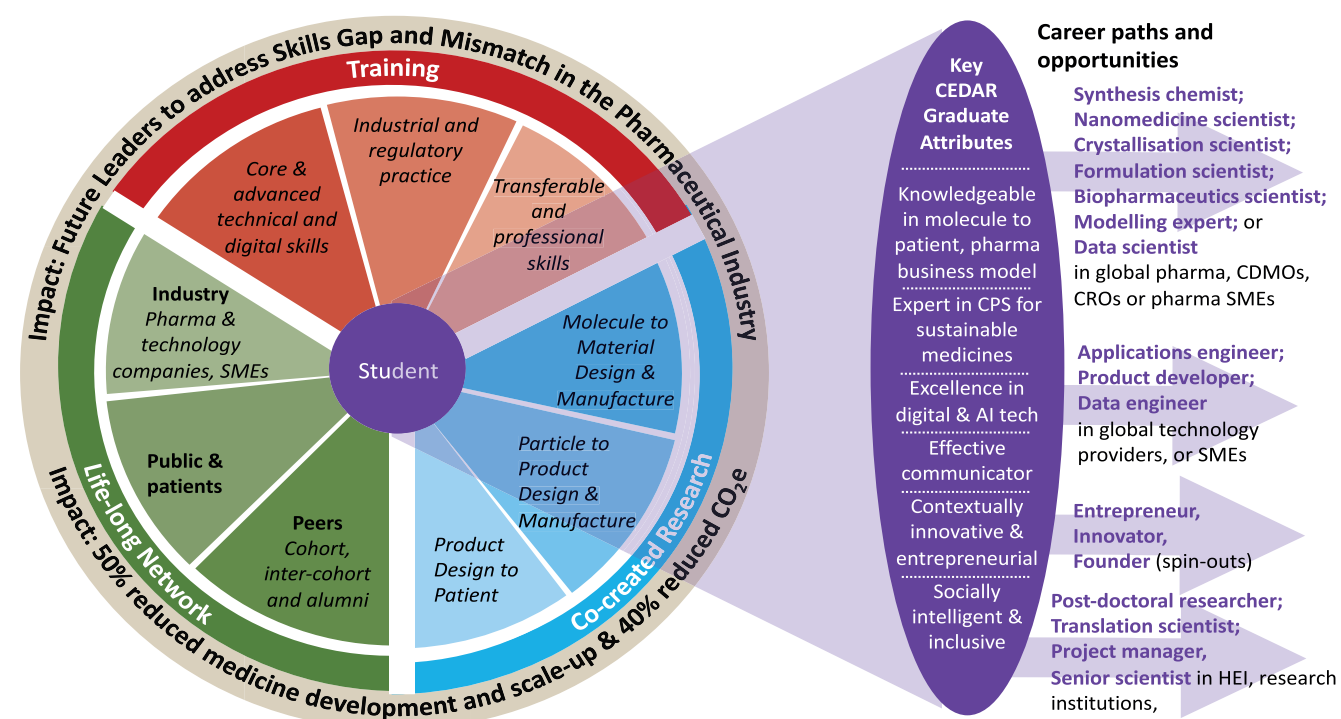 Impact: Future Leaders to address Skills Gap and Mismatch in the Pharmaceutical Industry
Training
Core &
advanced
technical and
digital skills
Industrial and
regulatory
practice
Transferable
and
professional
skills
Industry
Pharma &
technology
companies, SMEs
Public &
patients
Peers
Cohort,
inter-cohort
and alumni
Life-long Network
Student
Molecule to
Material
Design &
Manufacture
Particle to
Product
Design &
Manufacture
Product
Design to
Patient
Co-created Research
Impact: 50% reduced medicine development and scale-up & 40% reduced CO₂e
Key
CEDAR
Graduate
Attributes
Knowledgeable
in molecule to
patient, pharma
business model
Expert in CPS for
sustainable
medicines
Excellence in
digital & AI tech
Effective
communicator
Contextually
innovative &
entrepreneurial
Socially
intelligent &
inclusive
Career paths and
opportunities
Synthesis chemist;
Nanomedicine scientist;
Crystallisation scientist;
Formulation scientist;
Biopharmaceutics scientist;
Modelling expert; or
Data scientist
in global pharma, CDMOs,
CROs or pharma SMEs
Applications engineer;
Product developer;
Data engineer
in global technology
providers, or SMEs
Entrepreneur,
Innovator,
Founder (spin-outs)
Post-doctoral researcher;
Translation scientist;
Project manager,
Senior scientist in HEI, research
institutions,